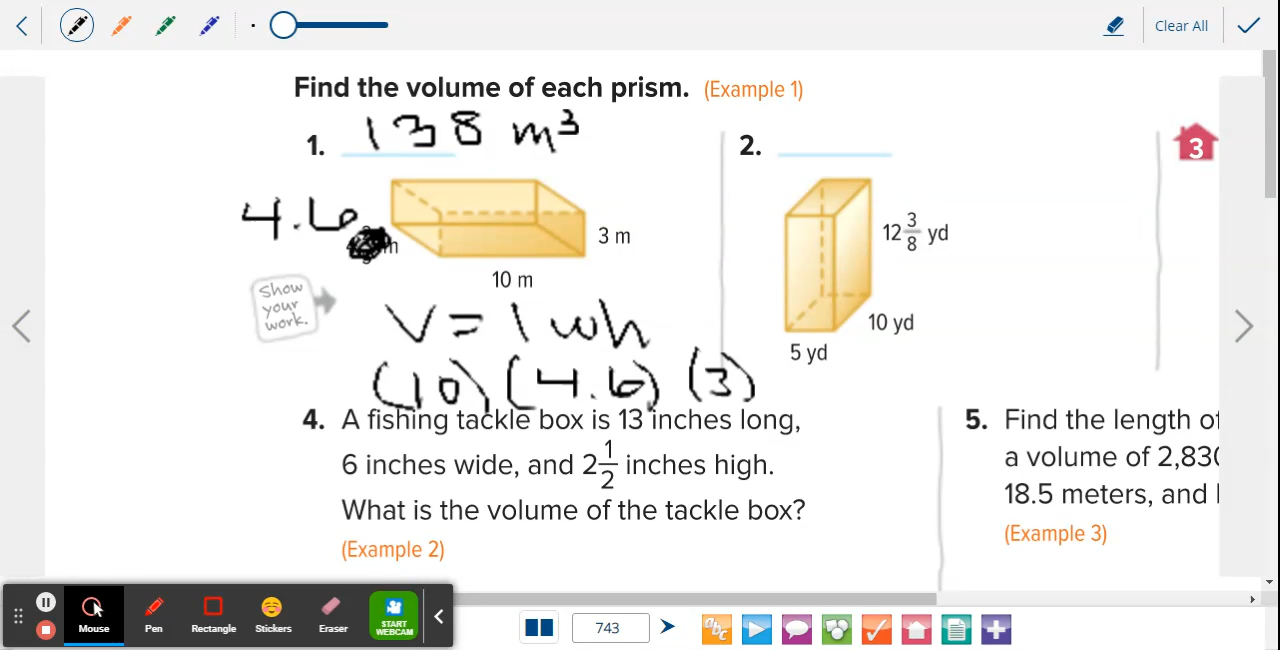 Clear All
Find the volume of each prism. (Example 1)
1. 138 m³
2.
3
4.6
m
3 m
10 m
12 3/8 yd
10 yd
5 yd
Show
your
work.
V = lwh
(10) (4.6) (3)
4. A fishing tackle box is 13 inches long,
6 inches wide, and 2 1/2 inches high.
What is the volume of the tackle box?
(Example 2)
5. Find the length of
a volume of 2,830
18.5 meters, and
(Example 3)
Mouse
Pen
Rectangle
Stickers
Eraser
START
WEBCAM
743
abc